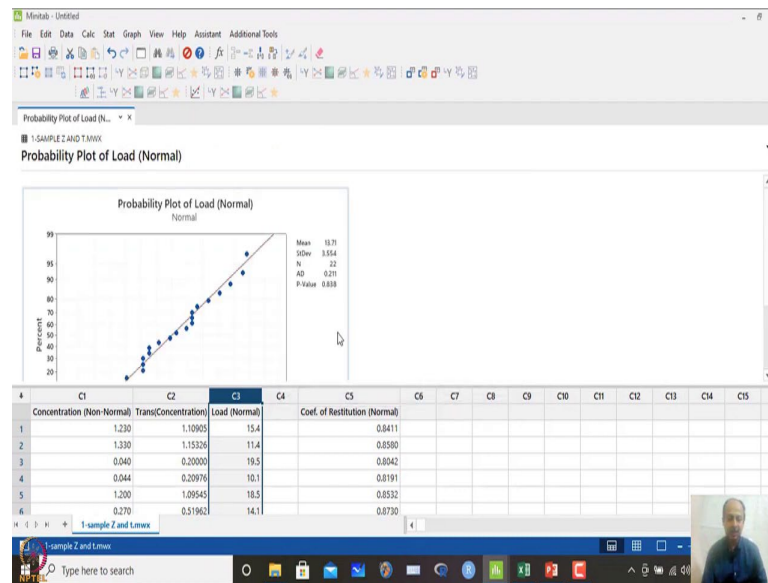 Minitab - Untitled
File Edit Data Calc Stat Graph View Help Assistant Additional Tools
Probability Plot of Load (N...
1-SAMPLE Z AND T.MWX
Probability Plot of Load (Normal)
Probability Plot of Load (Normal)
Normal
99
95
90
80
70
60
50
40
30
20
Percent
Mean 13.71
StDev 3.554
N 22
AD 0.211
P-Value 0.838
C1 C2 C3 C4 C5 C6 C7 C8 C9 C10 C11 C12 C13 C14 C15
Concentration (Non-Normal) Trans(Concentration) Load (Normal) Coef. of Restitution (Normal)
1 1.230 1.10905 15.4 0.8411
2 1.330 1.15326 11.4 0.8580
3 0.040 0.20000 19.5 0.8042
4 0.044 0.20976 10.1 0.8191
5 1.200 1.09545 18.5 0.8532
6 0.270 0.51962 14.1 0.8730
1-sample Z and t.mwx
1-sample Z and t.mwx
Type here to search
NPTEL